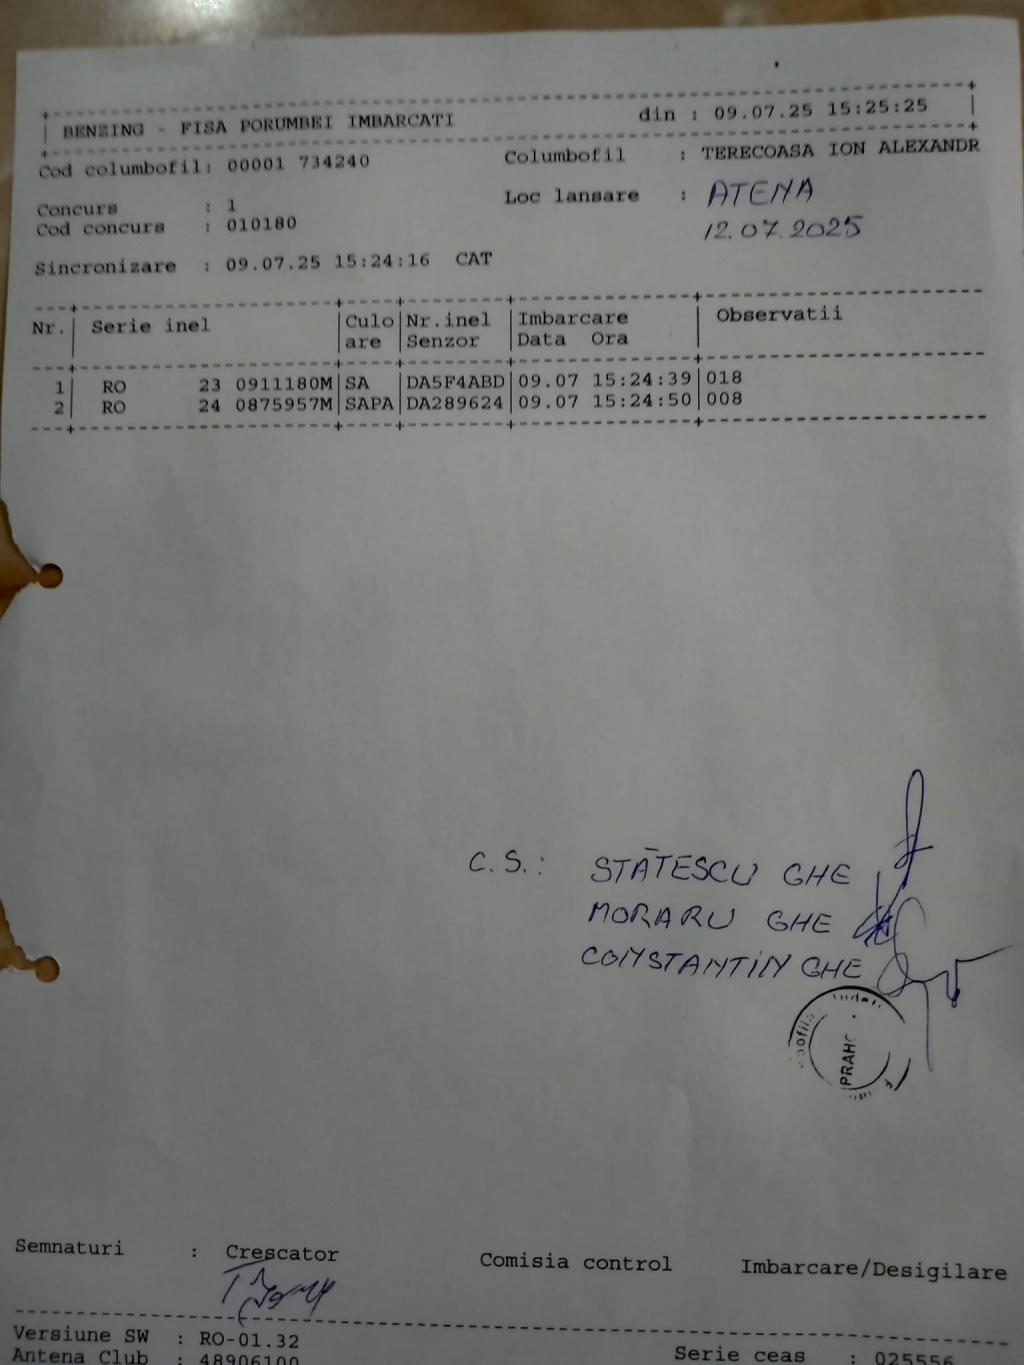 BENZING - FISA PORUMBEI IMBARCATI din : 09.07.25 15:25:25
Cod columbofil: 00001 734240 Columbofil : TERECOASA ION ALEXANDR
Concurs : 1 Loc lansare : ATENA
Cod concurs : 010180 12.07.2025
Sincronizare : 09.07.25 15:24:16 CAT
Nr. Serie inel Culo Nr.inel Imbarcare Observatii
are Senzor Data Ora
1 RO 23 0911180M SA DA5F4ABD 09.07 15:24:39 018
2 RO 24 0875957M SAPA DA289624 09.07 15:24:50 008
C.S.: STĂTESCU GHE
MORARU GHE
CONSTANTIN GHE
PRAHO
Semnaturi : Crescator Comisia control Imbarcare/Desigilare
Versiune SW : RO-01.32
Antena Club : 48906100 Serie ceas : 025556